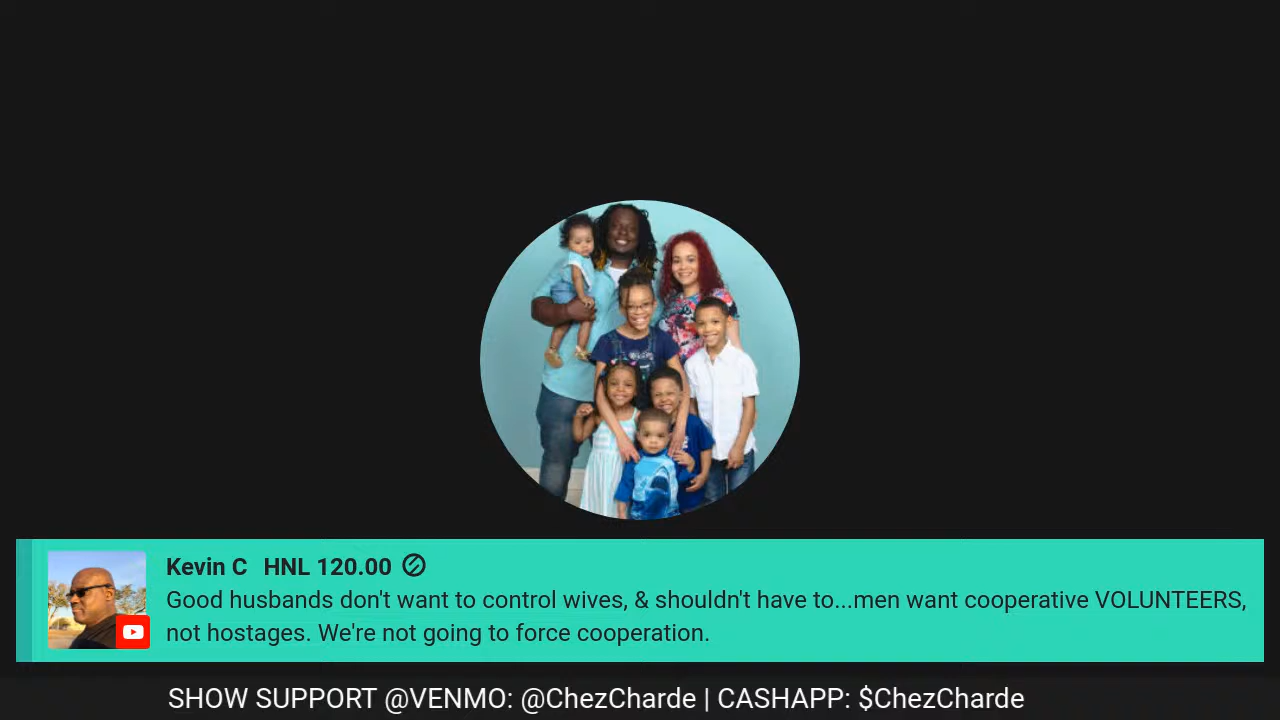 Kevin C HNL 120.00
Good husbands don't want to control wives, & shouldn't have to...men want cooperative VOLUNTEERS,
not hostages. We're not going to force cooperation.
SHOW SUPPORT @VENMO: @ChezCharde | CASHAPP: $ChezCharde